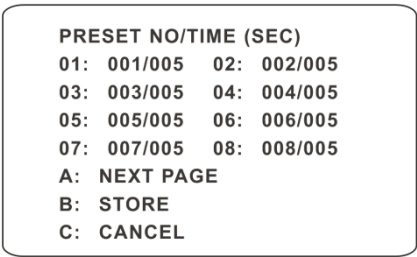 PRESET NO/TIME (SEC)
01: 001/005 02: 002/005
03: 003/005 04: 004/005
05: 005/005 06: 006/005
07: 007/005 08: 008/005
A: NEXT PAGE
B: STORE
C: CANCEL